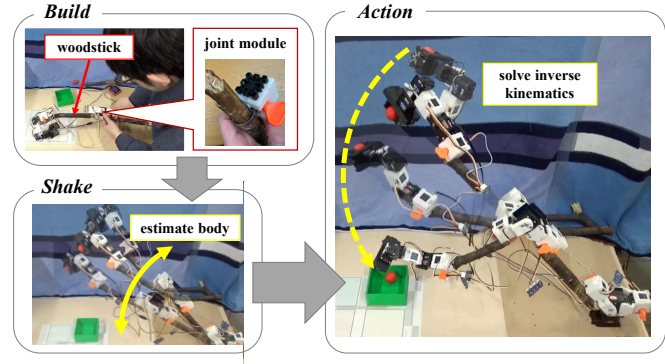 Build
woodstick
joint module
Shake
estimate body
Action
solve inverse
kinematics